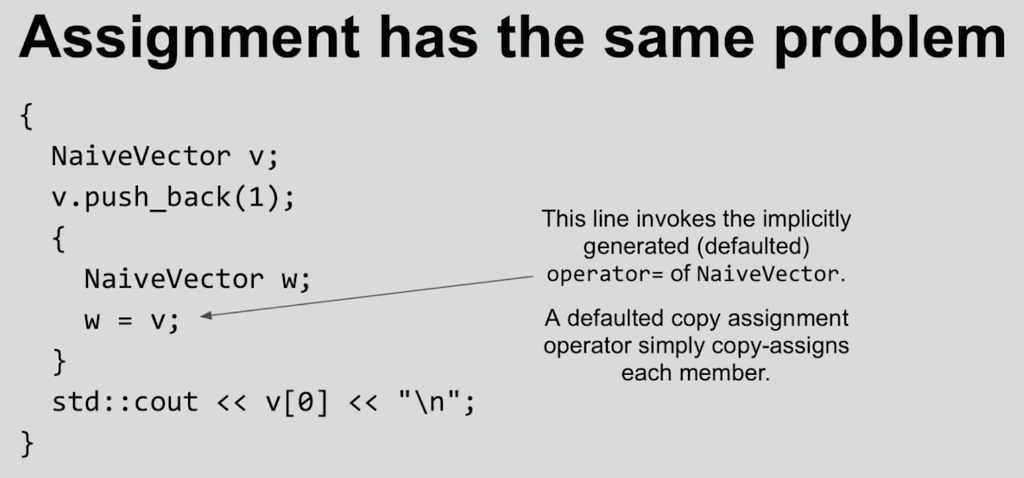 Assignment has the same problem
{
NaiveVector v;
v.push_back(1);
{
NaiveVector w;
w = v;
}
std::cout << v[0] << "\n";
}
This line invokes the implicitly
generated (defaulted)
operator= of NaiveVector.
A defaulted copy assignment
operator simply copy-assigns
each member.